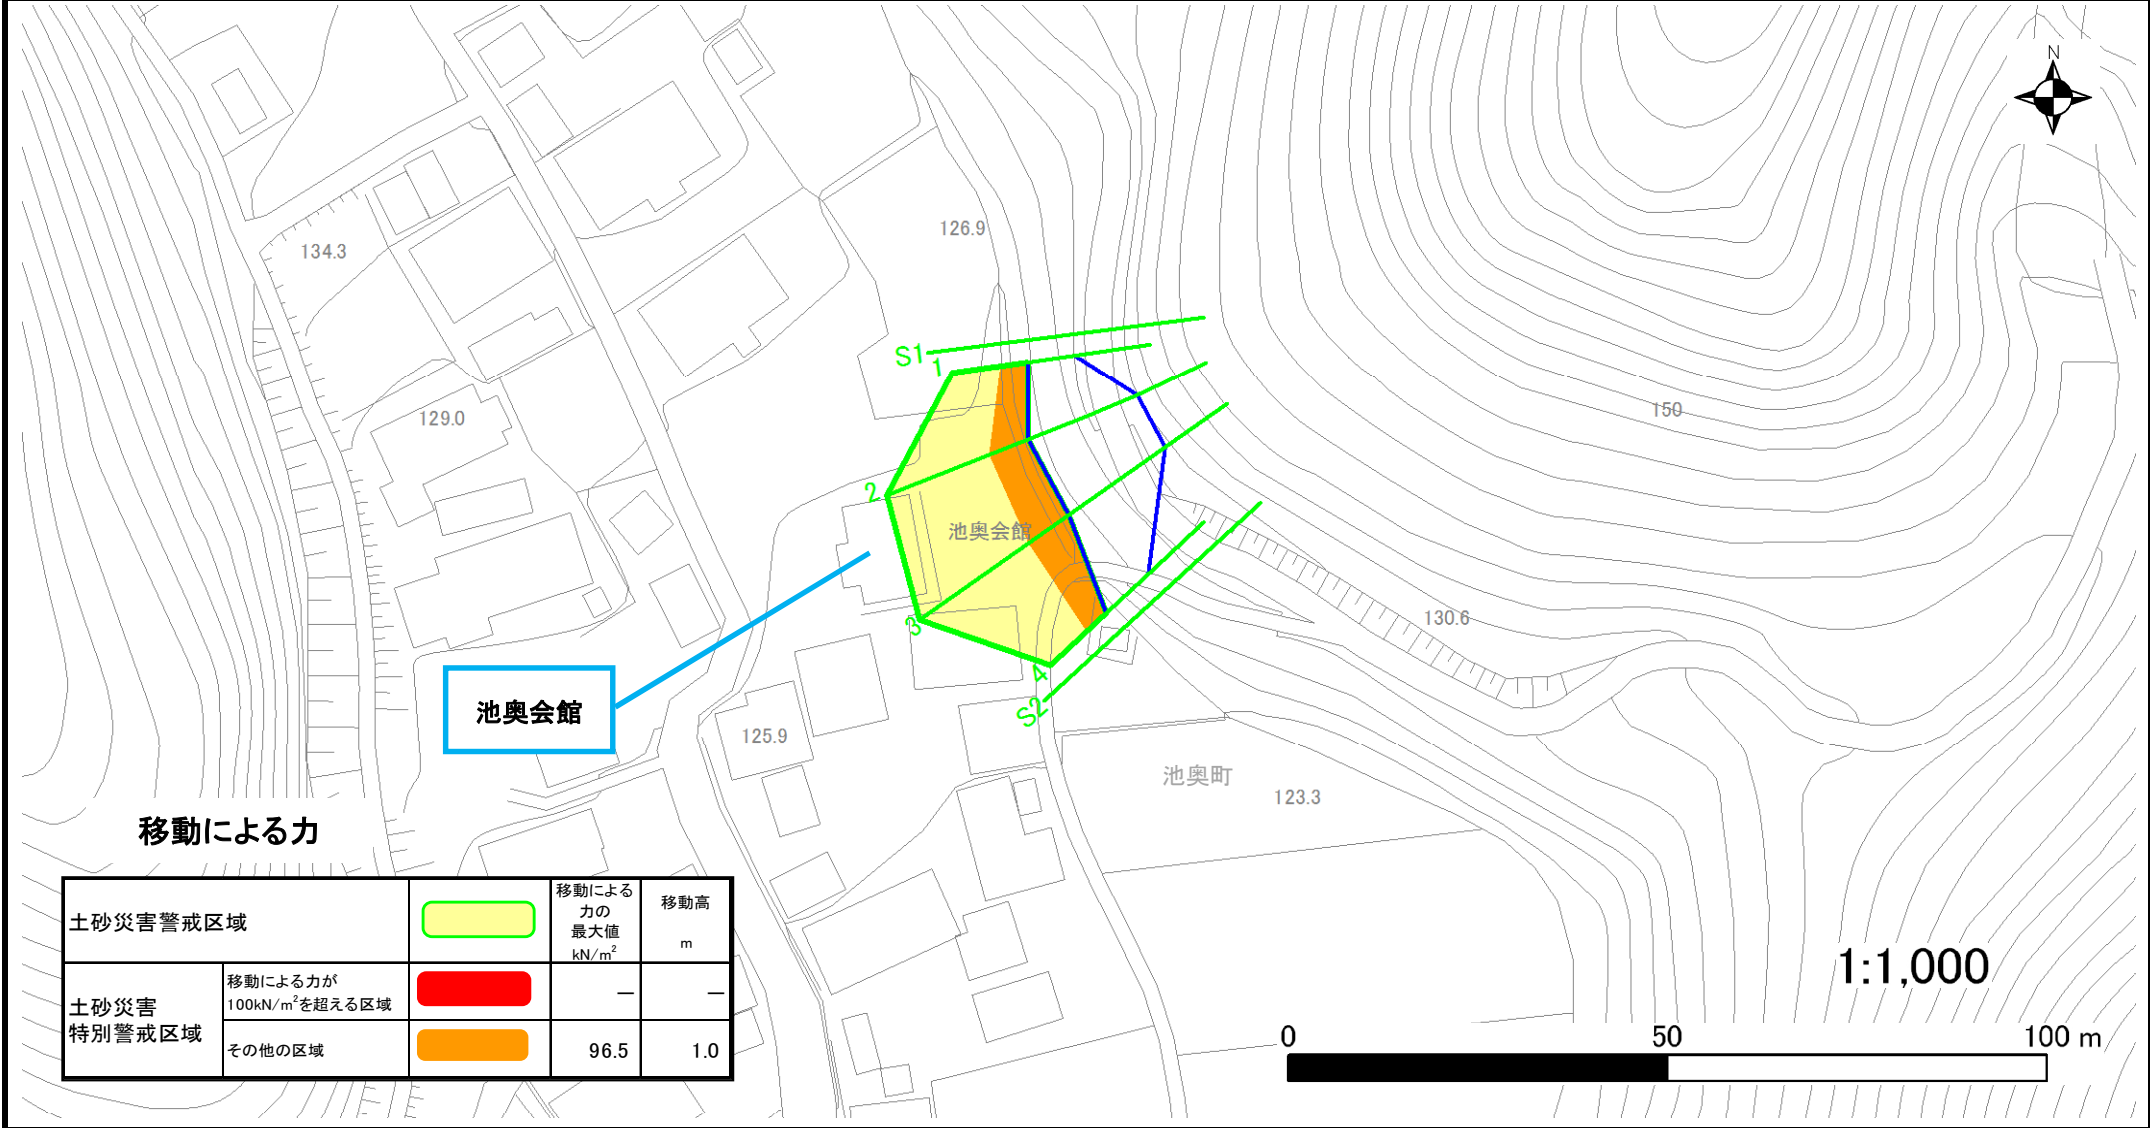 N
134.3
126.9
129.0
150
S1
1
2
池奥会館
3
4
S2
130.6
池奥会館
125.9
池奥町
123.3
移動による力
土砂災害警戒区域
移動による
力の
最大値
kN/m²
移動高
m
土砂災害
特別警戒区域
移動による力が
100kN/m²を超える区域
－
－
その他の区域
96.5
1.0
1:1,000
0
50
100 m